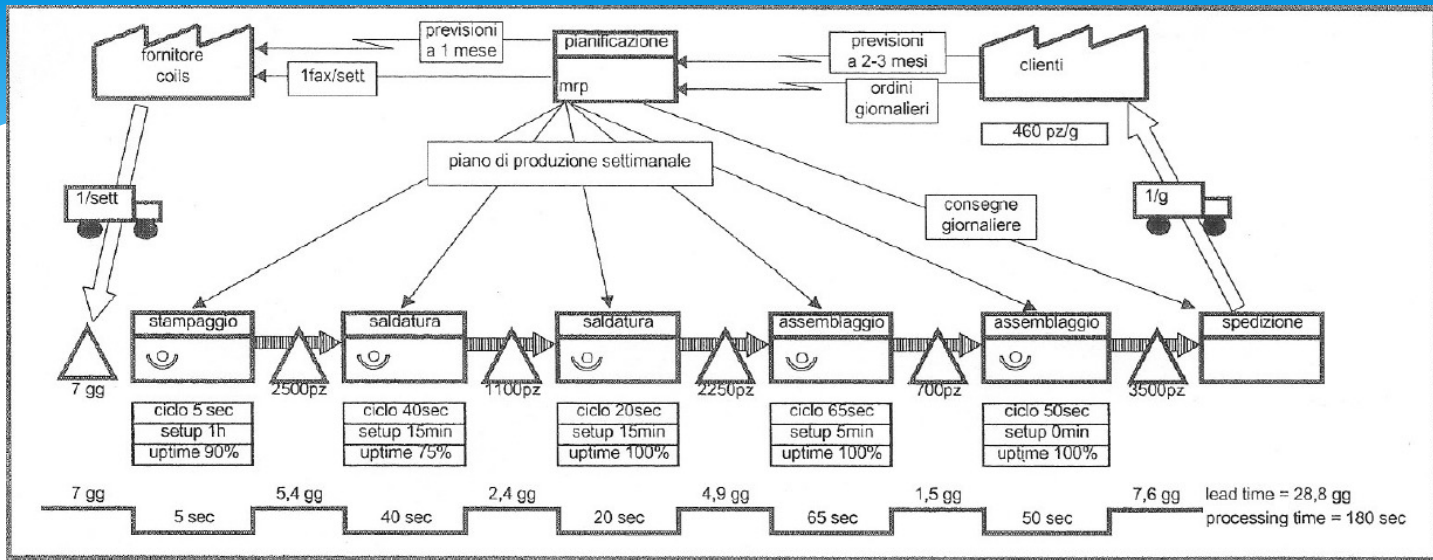 fornitore
coils
previsioni
a 1 mese
1fax/sett
pianificazione
mrp
previsioni
a 2-3 mesi
ordini
giornalieri
clienti
460 pz/g
piano di produzione settimanale
1/sett
consegne
giornaliere
1/g
7 gg
stampaggio
2500pz
saldatura
1100pz
saldatura
2250pz
assemblaggio
700pz
assemblaggio
3500pz
spedizione
ciclo 5 sec
setup 1h
uptime 90%
ciclo 40sec
setup 15min
uptime 75%
ciclo 20sec
setup 15min
uptime 100%
ciclo 65sec
setup 5min
uptime 100%
ciclo 50sec
setup 0min
uptime 100%
7 gg
5 sec
5,4 gg
40 sec
2,4 gg
20 sec
4,9 gg
65 sec
1,5 gg
50 sec
7,6 gg
lead time = 28,8 gg
processing time = 180 sec